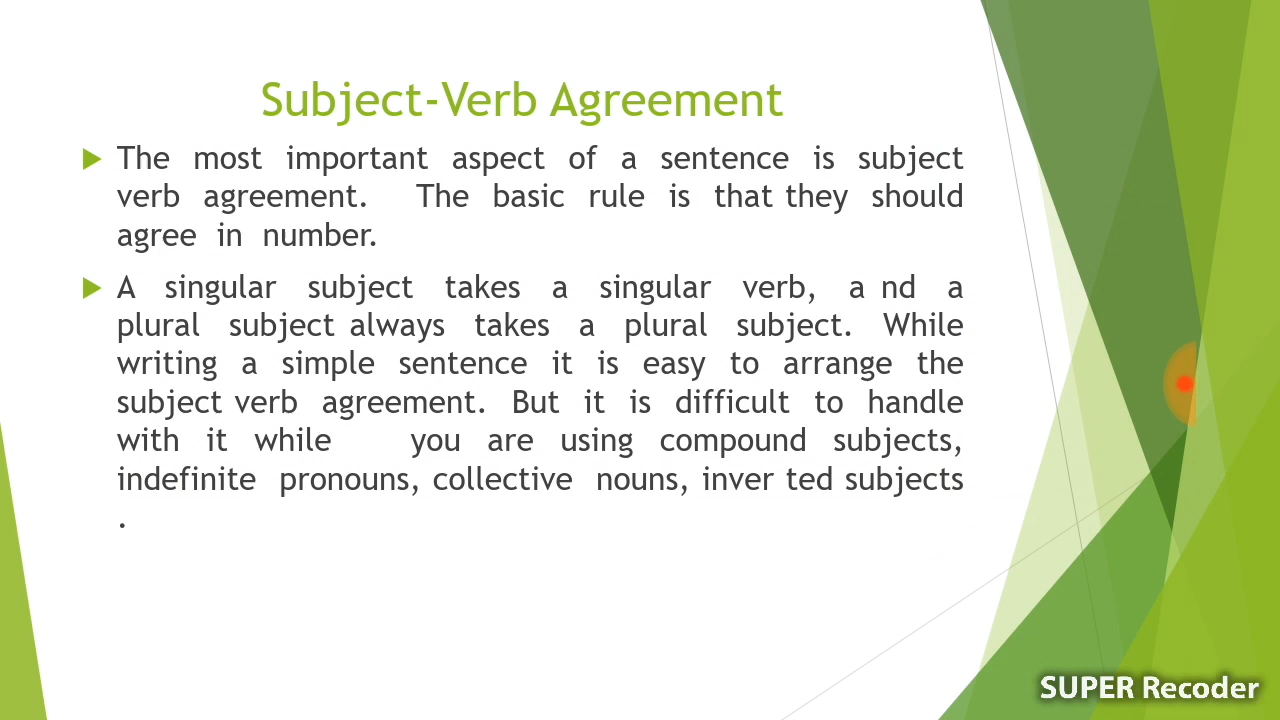 Subject-Verb Agreement
The most important aspect of a sentence is subject
verb agreement. The basic rule is that they should
agree in number.
A singular subject takes a singular verb, a nd a
plural subject always takes a plural subject. While
writing a simple sentence it is easy to arrange the
subject verb agreement. But it is difficult to handle
with it while you are using compound subjects,
indefinite pronouns, collective nouns, inver ted subjects
.
SUPER Recoder